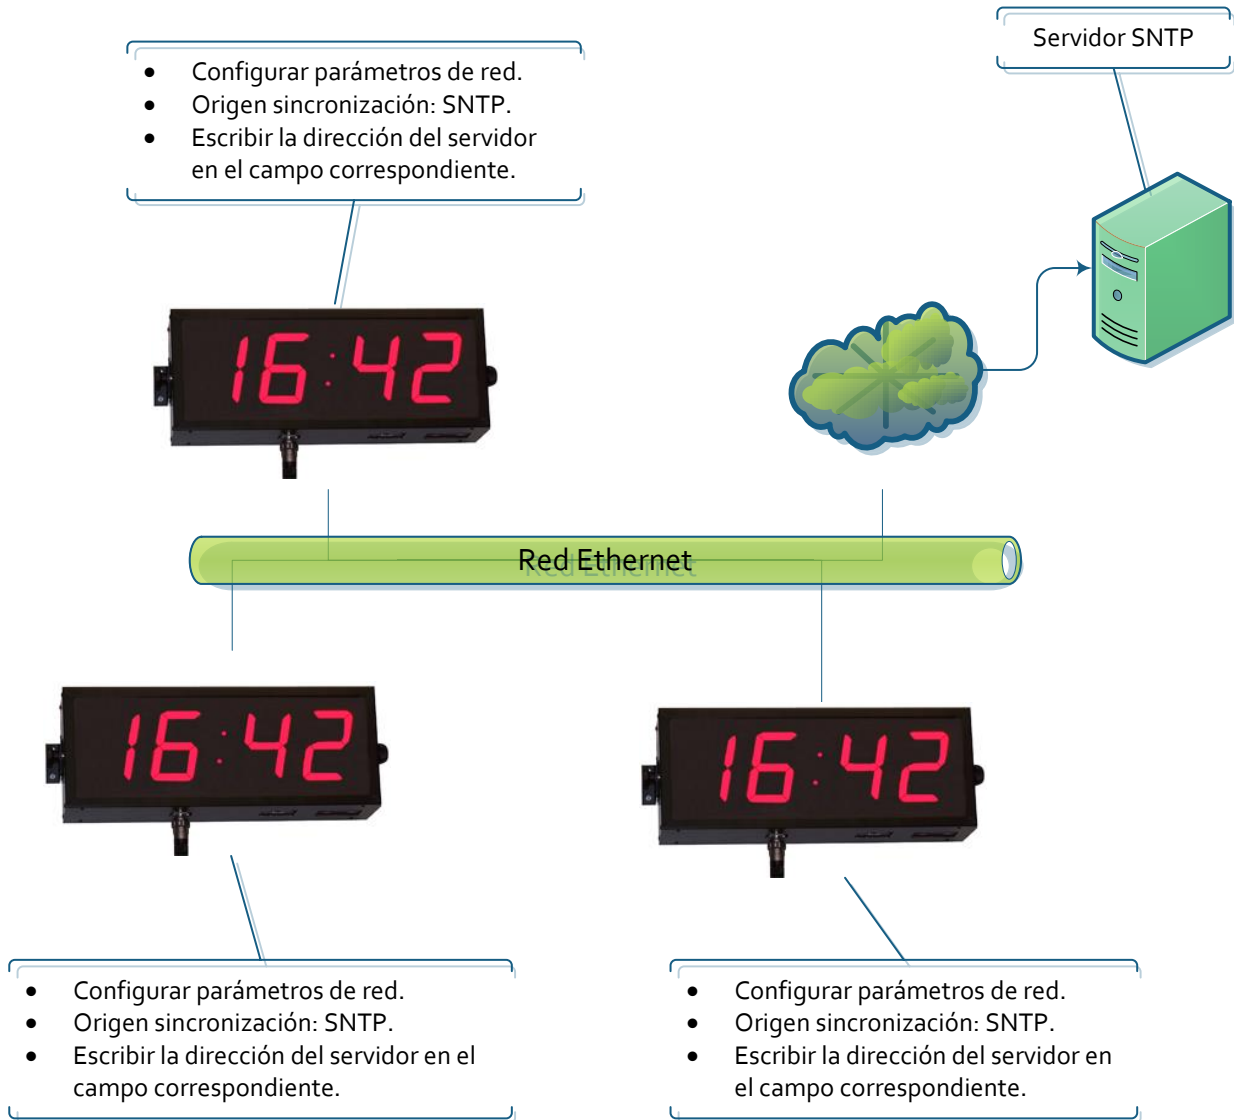 Servidor SNTP
• Configurar parámetros de red.
• Origen sincronización: SNTP.
• Escribir la dirección del servidor
en el campo correspondiente.
16:42
Red Ethernet
16:42
16:42
• Configurar parámetros de red.
• Origen sincronización: SNTP.
• Escribir la dirección del servidor en el
campo correspondiente.
• Configurar parámetros de red.
• Origen sincronización: SNTP.
• Escribir la dirección del servidor en
el campo correspondiente.